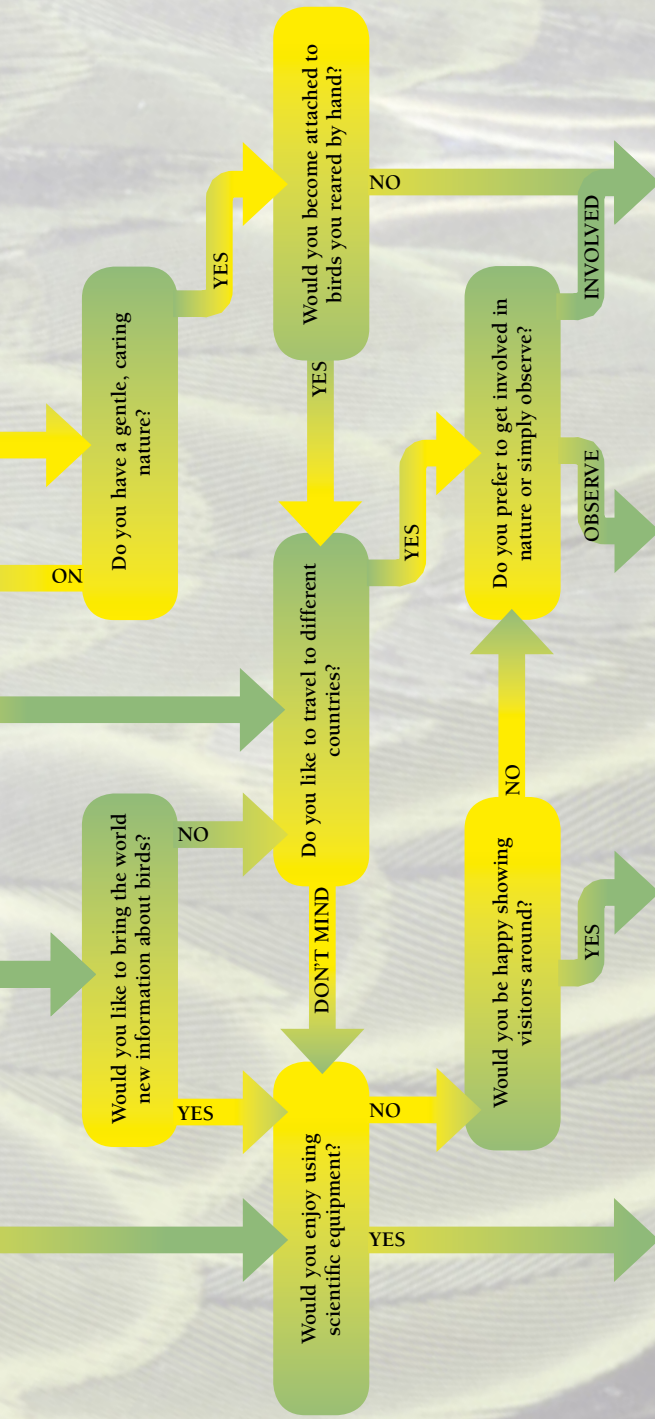 ON
Do you have a gentle, caring
nature?
YES
Would you like to bring the world
new information about birds?
YES
NO
Would you become attached to
birds you reared by hand?
YES
NO
Do you like to travel to different
countries?
DON'T MIND
YES
Would you enjoy using
scientific equipment?
YES
NO
Would you be happy showing
visitors around?
NO
YES
Do you prefer to get involved in
nature or simply observe?
OBSERVE
INVOLVED